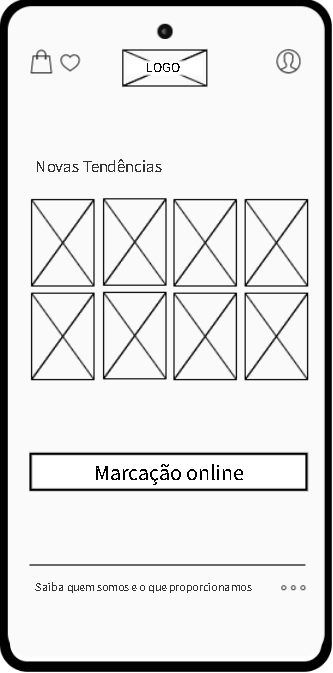 LOGO
Novas Tendências
Marcação online
Saiba quem somos e o que proporcionamos